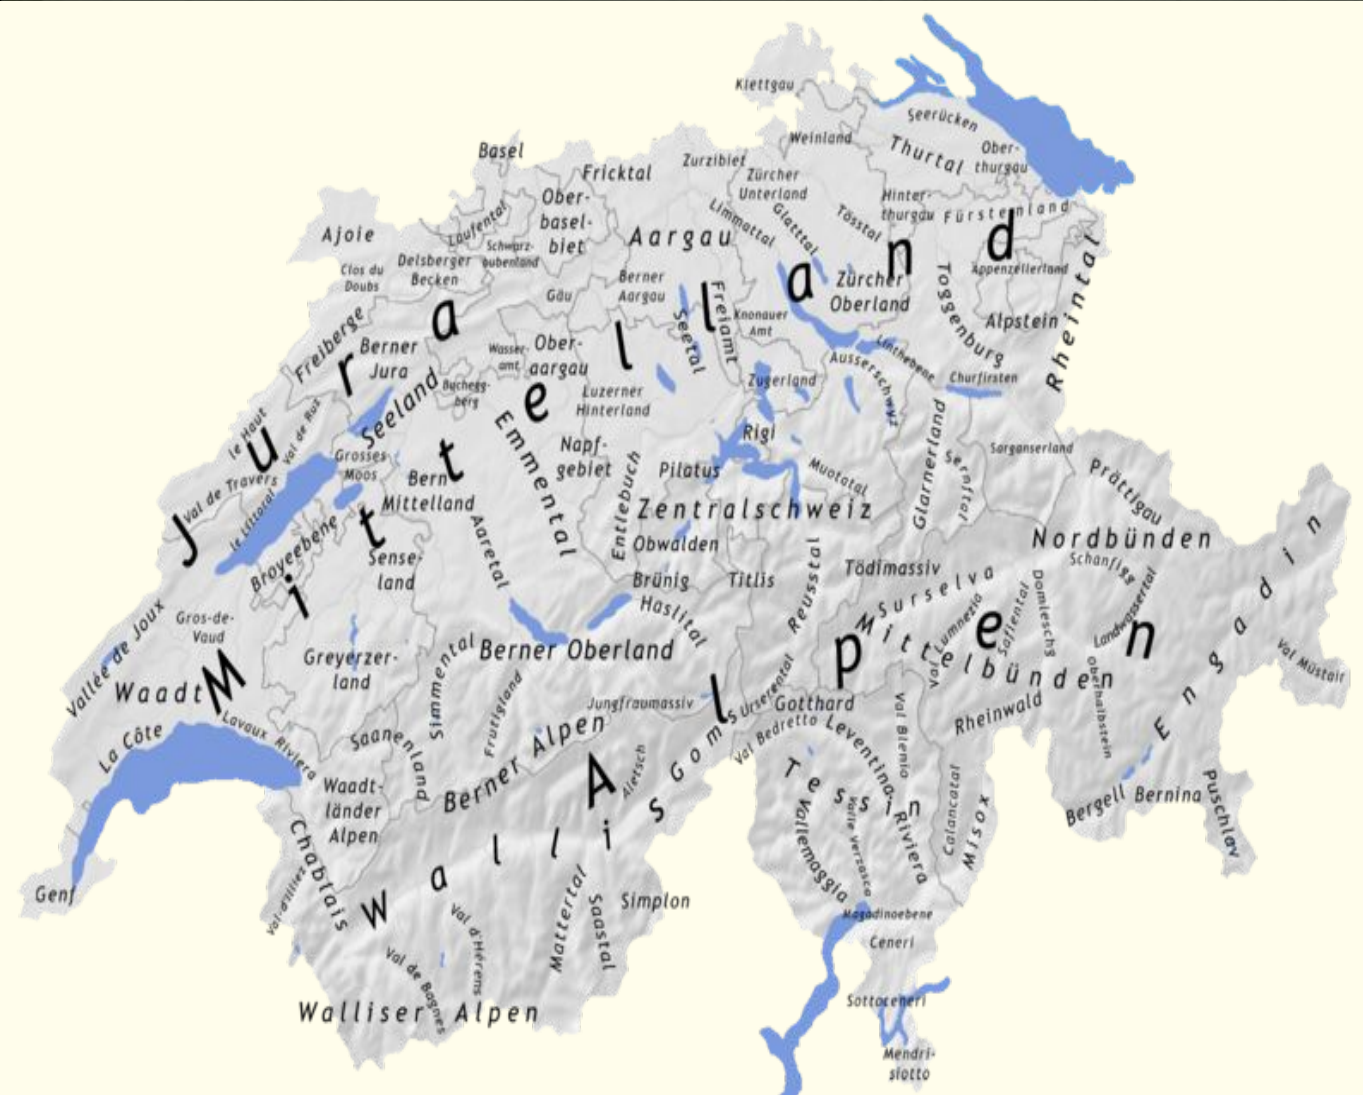 Klettgau
Seerücken
Weinland
Thurtal
Ober-
thurgau
Basel
Fricktal
Zurzibiet
Zürcher
Unterland
Hinter-
thurgau
Fürstenland
Ober-
basel-
biet
Laufental
Schwarz-
bubenland
Limmattal
Glatttal
Tösstal
Aargau
Ajoie
Clos du
Doubs
Delsberger
Becken
Berner
Aargau
Gäu
Freiamt
Seetal
Knonauer
Amt
Zürcher
Oberland
Toggenburg
Appenzellerland
Alpstein
Rheintal
Freiberge
Berner
Jura
Wasser-
amt
Ober-
aargau
Buchegg-
berg
Luzerner
Hinterland
Zugerland
Ausserschwyz
Linthebene
Churfirsten
Jura
Mittelland
Alpen
le Haut
Val de Ruz
Seeland
Grosses
Moos
Val de Travers
le Littoral
Broyeebene
Bern
Mittelland
Emmental
Napf-
gebiet
Entlebuch
Pilatus
Rigi
Muotatal
Zentralschweiz
Glarnerland
Sernftal
Sarganserland
Prättigau
Nordbünden
Schanfigg
Sense-
land
Aaretal
Obwalden
Brünig
Titlis
Reusstal
Tödimassiv
Surselva
Domleschg
Landwassertal
Engadin
Val Müstair
Vallée de Joux
Gros-de-
Vaud
Waadt
Greyerzer-
land
Simmental
Berner Oberland
Haslital
Mittelbünden
Val Lumnezia
Safiental
Oberhalbstein
La Côte
Lavaux
Riviera
Saanenland
Frutigland
Jungfraumassiv
Urserental
Gotthard
Rheinwald
Berner Alpen
Aletsch
Goms
Val Bedretto
Leventina
Val Blenio
Waadt-
länder
Alpen
Tessin
Riviera
Calancatal
Misox
Bergell
Bernina
Puschlav
Genf
Chablais
Val-d'Illiez
Wallis
Vallemaggia
Valle Verzasca
Val de Bagnes
Val d'Hérens
Mattertal
Saastal
Simplon
Magadinoebene
Ceneri
Walliser Alpen
Sottoceneri
Mendri-
siotto